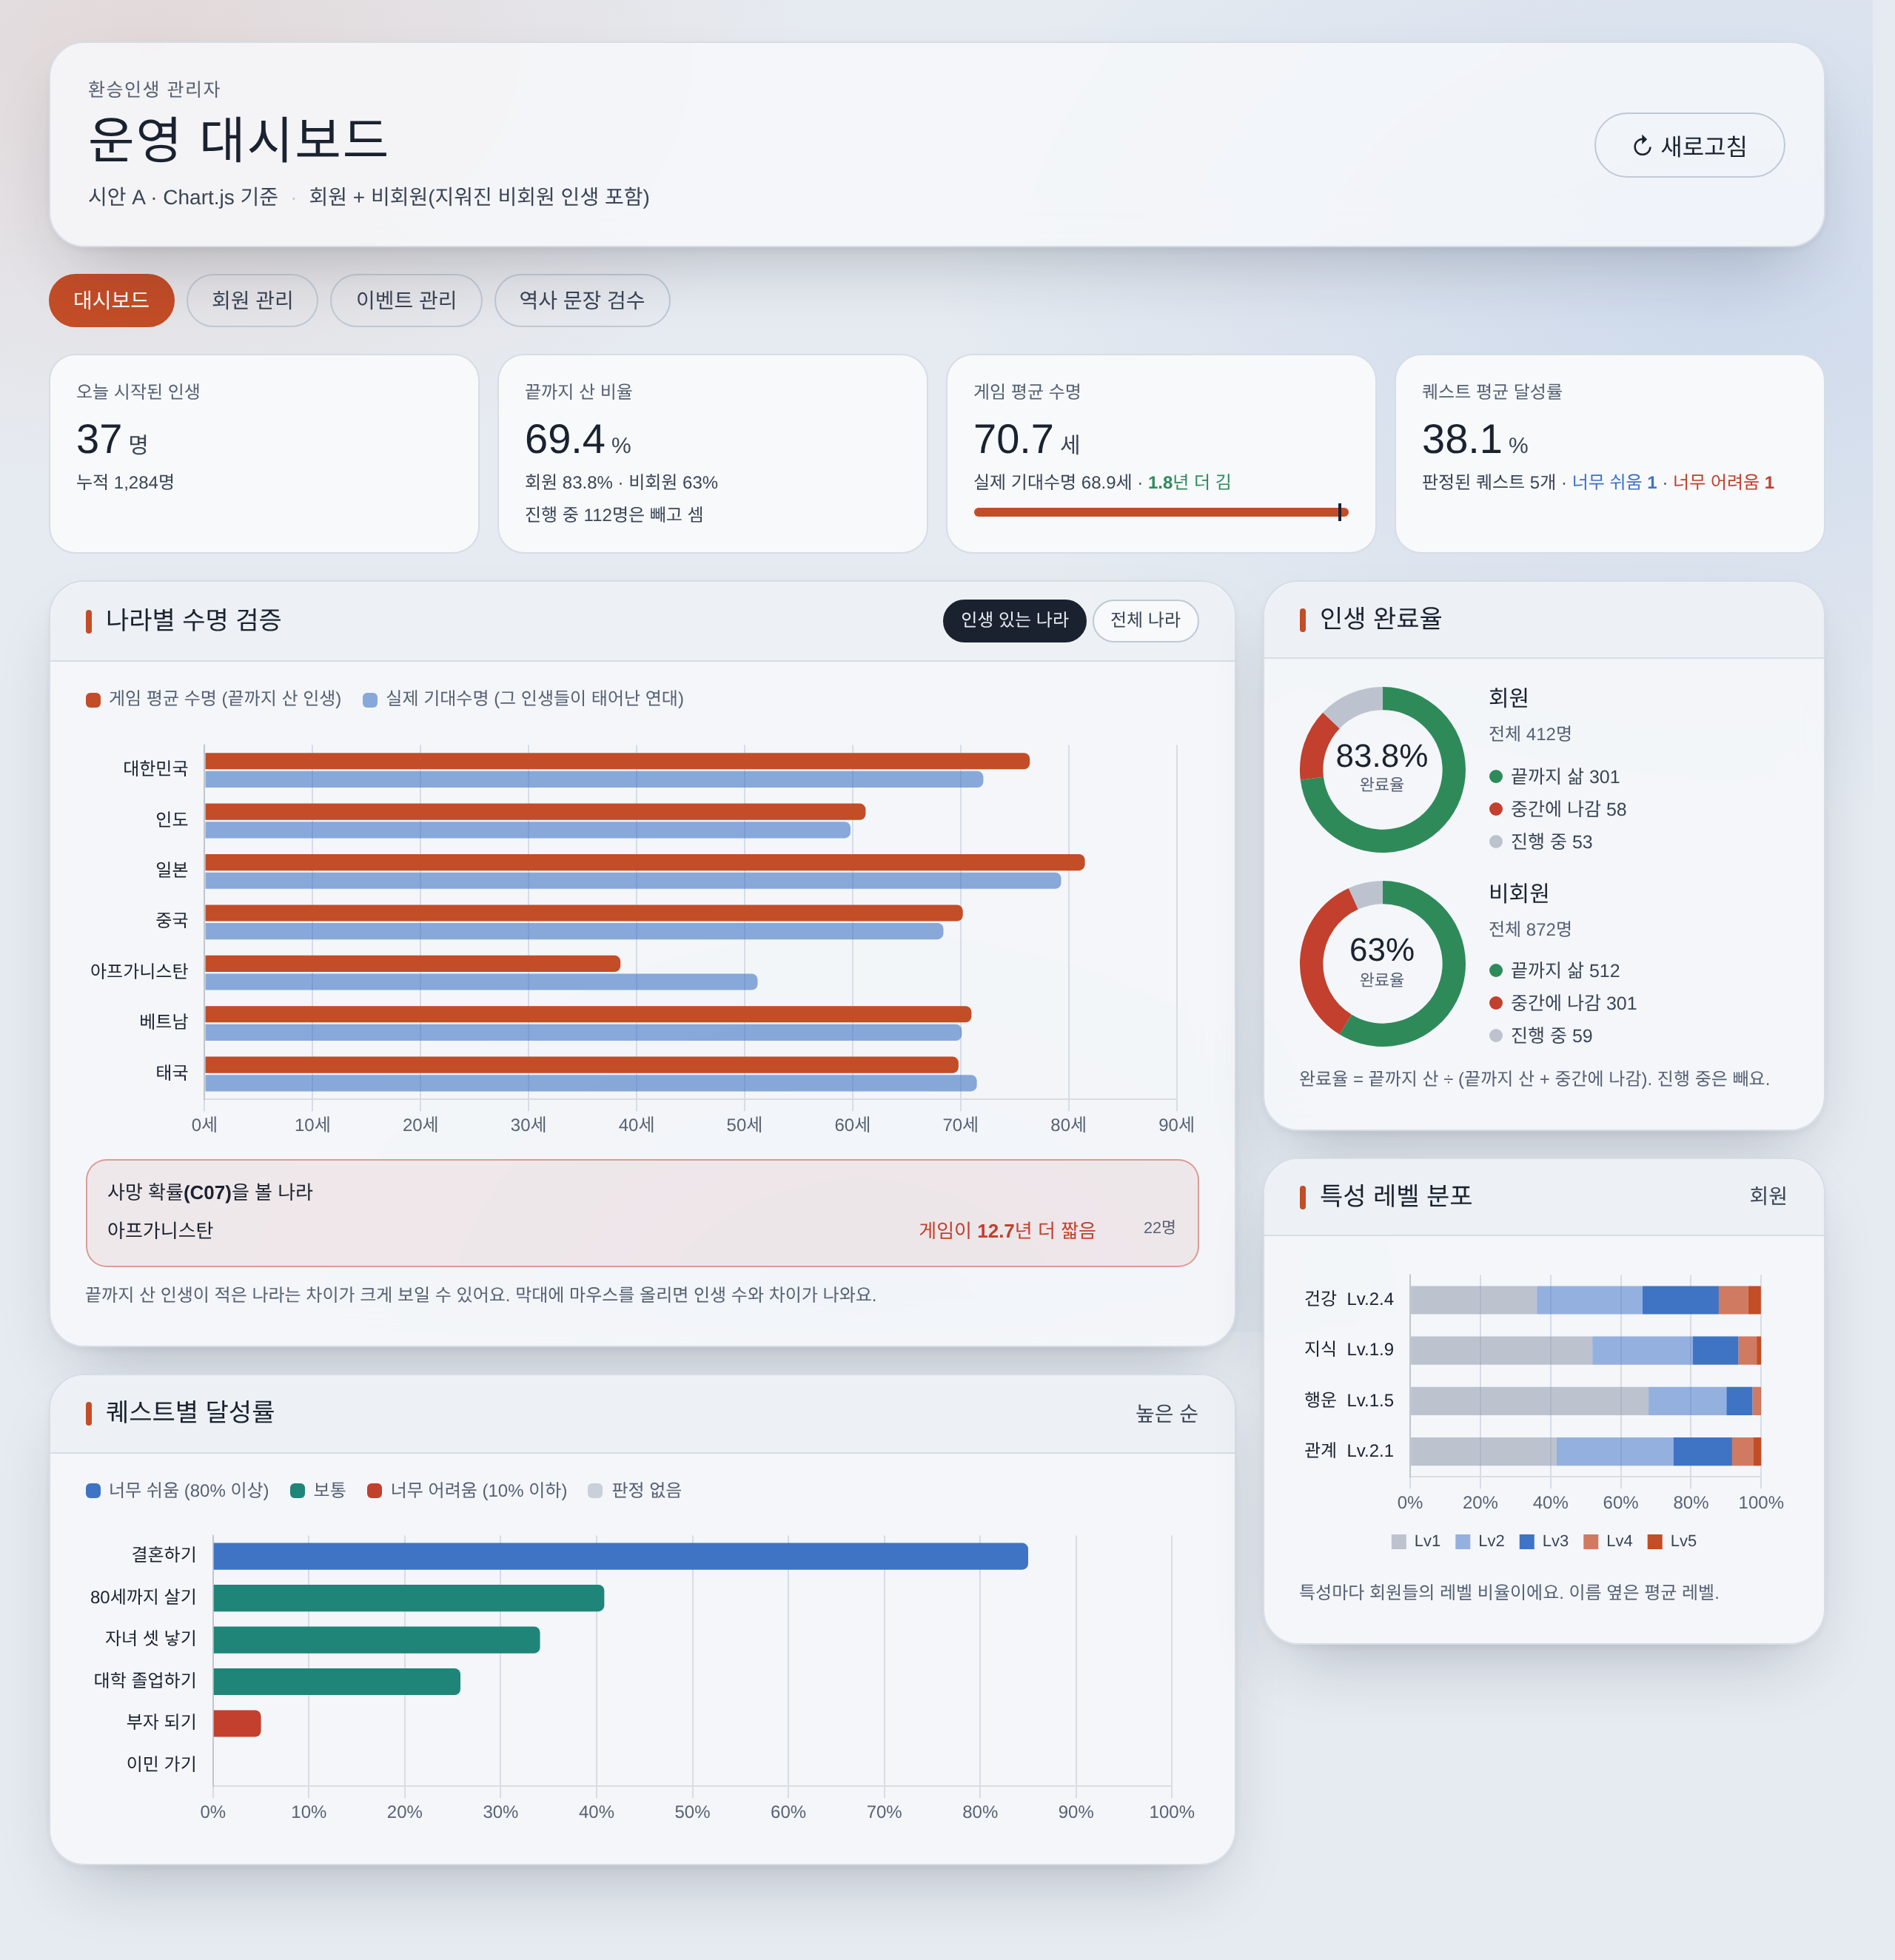 환승인생 관리자
운영 대시보드
시안 A · Chart.js 기준 · 회원 + 비회원(지워진 비회원 인생 포함)
↻ 새로고침
대시보드
회원 관리
이벤트 관리
역사 문장 검수
오늘 시작된 인생
37 명
누적 1,284명
끝까지 산 비율
69.4 %
회원 83.8% · 비회원 63%
진행 중 112명은 빼고 셈
게임 평균 수명
70.7 세
실제 기대수명 68.9세 · 1.8년 더 김
퀘스트 평균 달성률
38.1 %
판정된 퀘스트 5개 · 너무 쉬움 1 · 너무 어려움 1
나라별 수명 검증
인생 있는 나라
전체 나라
게임 평균 수명 (끝까지 산 인생)
실제 기대수명 (그 인생들이 태어난 연대)
대한민국
인도
일본
중국
아프가니스탄
베트남
태국
0세 10세 20세 30세 40세 50세 60세 70세 80세 90세
사망 확률(C07)을 볼 나라
아프가니스탄 게임이 12.7년 더 짧음 22명
끝까지 산 인생이 적은 나라는 차이가 크게 보일 수 있어요. 막대에 마우스를 올리면 인생 수와 차이가 나와요.
인생 완료율
83.8%
완료율
회원
전체 412명
끝까지 삶 301
중간에 나감 58
진행 중 53
63%
완료율
비회원
전체 872명
끝까지 삶 512
중간에 나감 301
진행 중 59
완료율 = 끝까지 산 ÷ (끝까지 산 + 중간에 나감). 진행 중은 빼요.
특성 레벨 분포
회원
건강 Lv.2.4
지식 Lv.1.9
행운 Lv.1.5
관계 Lv.2.1
0% 20% 40% 60% 80% 100%
Lv1 Lv2 Lv3 Lv4 Lv5
특성마다 회원들의 레벨 비율이에요. 이름 옆은 평균 레벨.
퀘스트별 달성률
높은 순
너무 쉬움 (80% 이상)
보통
너무 어려움 (10% 이하)
판정 없음
결혼하기
80세까지 살기
자녀 셋 낳기
대학 졸업하기
부자 되기
이민 가기
0% 10% 20% 30% 40% 50% 60% 70% 80% 90% 100%